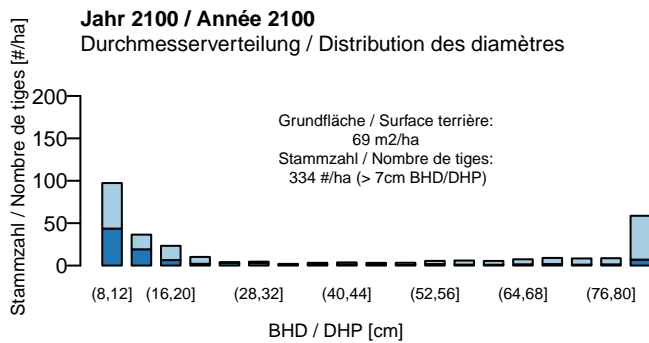 Jahr 2100 / Année 2100
Durchmesserverteilung / Distribution des diamètres
Stammzahl / Nombre de tiges [#/ha]
200
150
100
50
0
Grundfläche / Surface terrière:
69 m2/ha
Stammzahl / Nombre de tiges:
334 #/ha (> 7cm BHD/DHP)
(8,12] (16,20] (28,32] (40,44] (52,56] (64,68] (76,80]
BHD / DHP [cm]